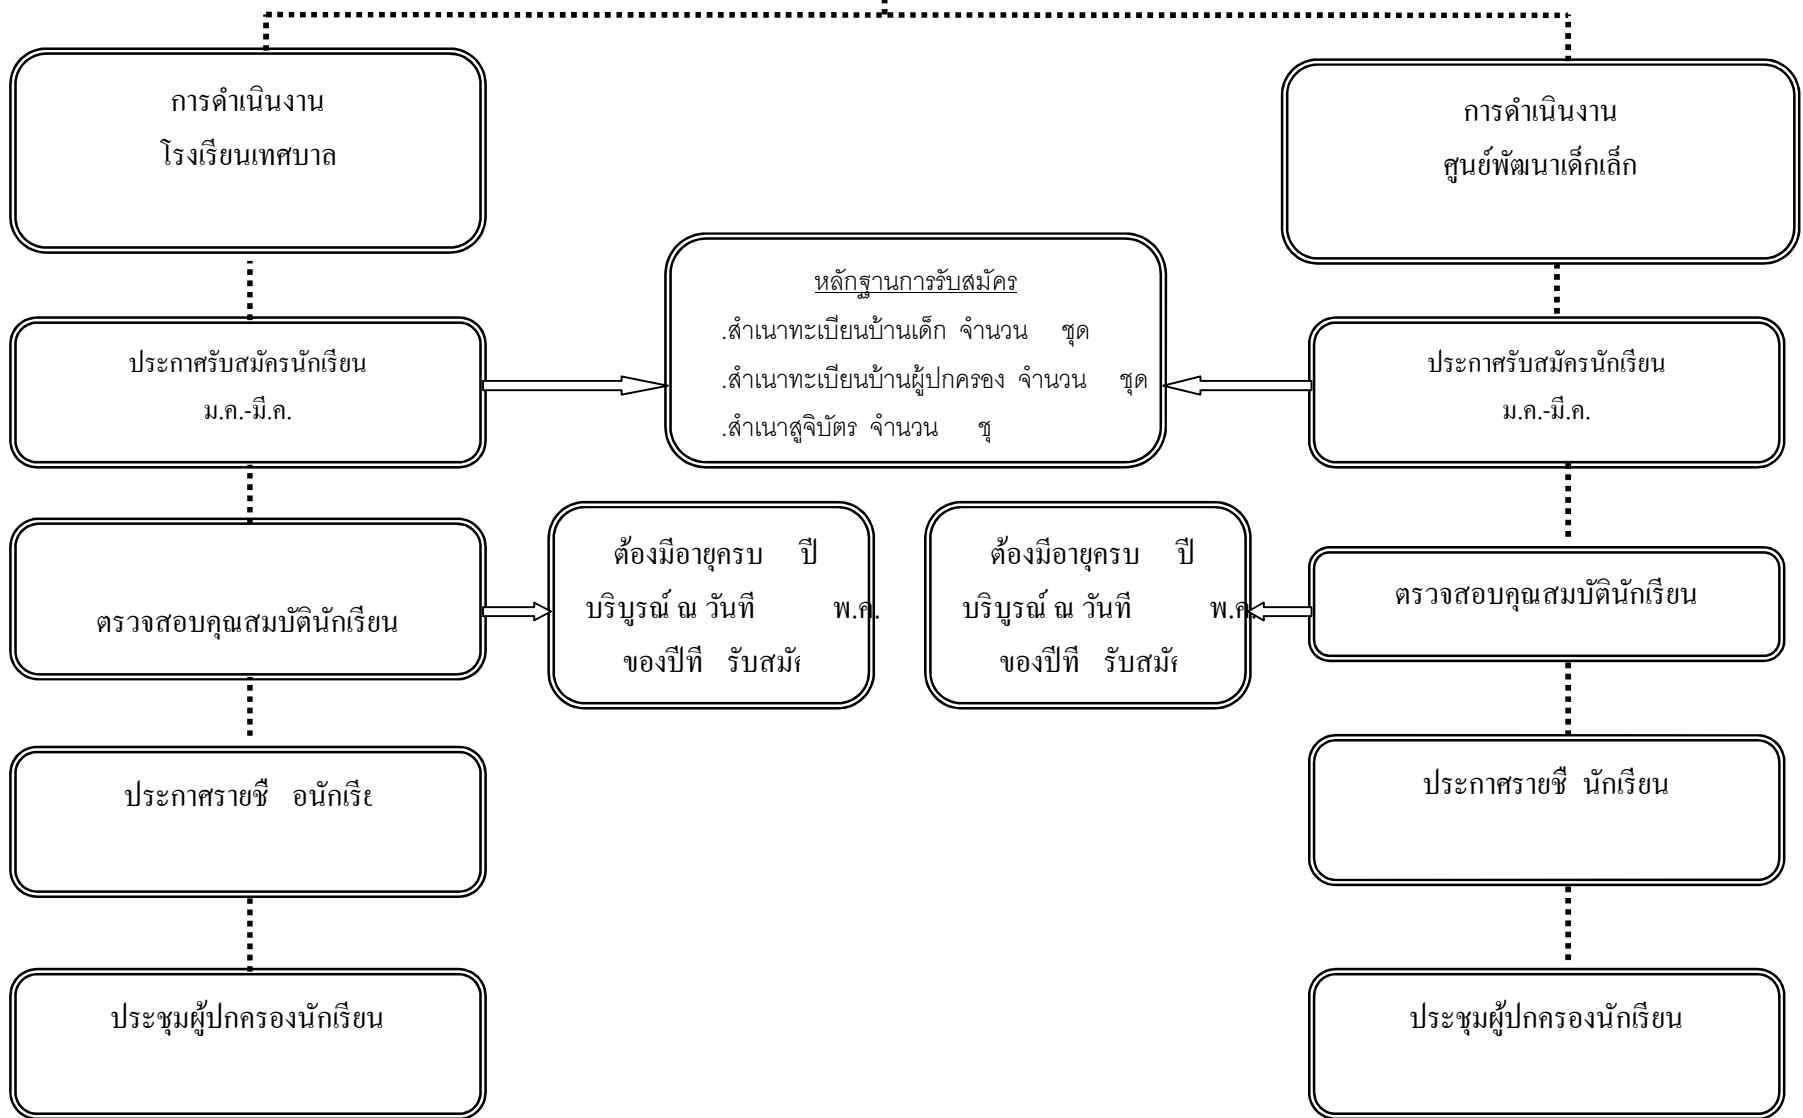 การดำเนินงาน
โรงเรียนเทศบาล
การดำเนินงาน
ศูนย์พัฒนาเด็กเล็ก
หลักฐานการรับสมัคร
.สำเนาทะเบียนบ้านเด็ก จำนวน ชุด
.สำเนาทะเบียนบ้านผู้ปกครอง จำนวน ชุด
.สำเนาสูจิบัตร จำนวน ชุ
ประกาศรับสมัครนักเรียน
ม.ค.-มี.ค.
ประกาศรับสมัครนักเรียน
ม.ค.-มี.ค.
ตรวจสอบคุณสมบัตินักเรียน
ต้องมีอายุครบ ปี
บริบูรณ์ ณ วันที พ.ค.
ของปีที รับสมั
ต้องมีอายุครบ ปี
บริบูรณ์ ณ วันที พ.ค.
ของปีที รับสมั
ตรวจสอบคุณสมบัตินักเรียน
ประกาศรายชื อนักเรี
ประกาศรายชื นักเรียน
ประชุมผู้ปกครองนักเรียน
ประชุมผู้ปกครองนักเรียน